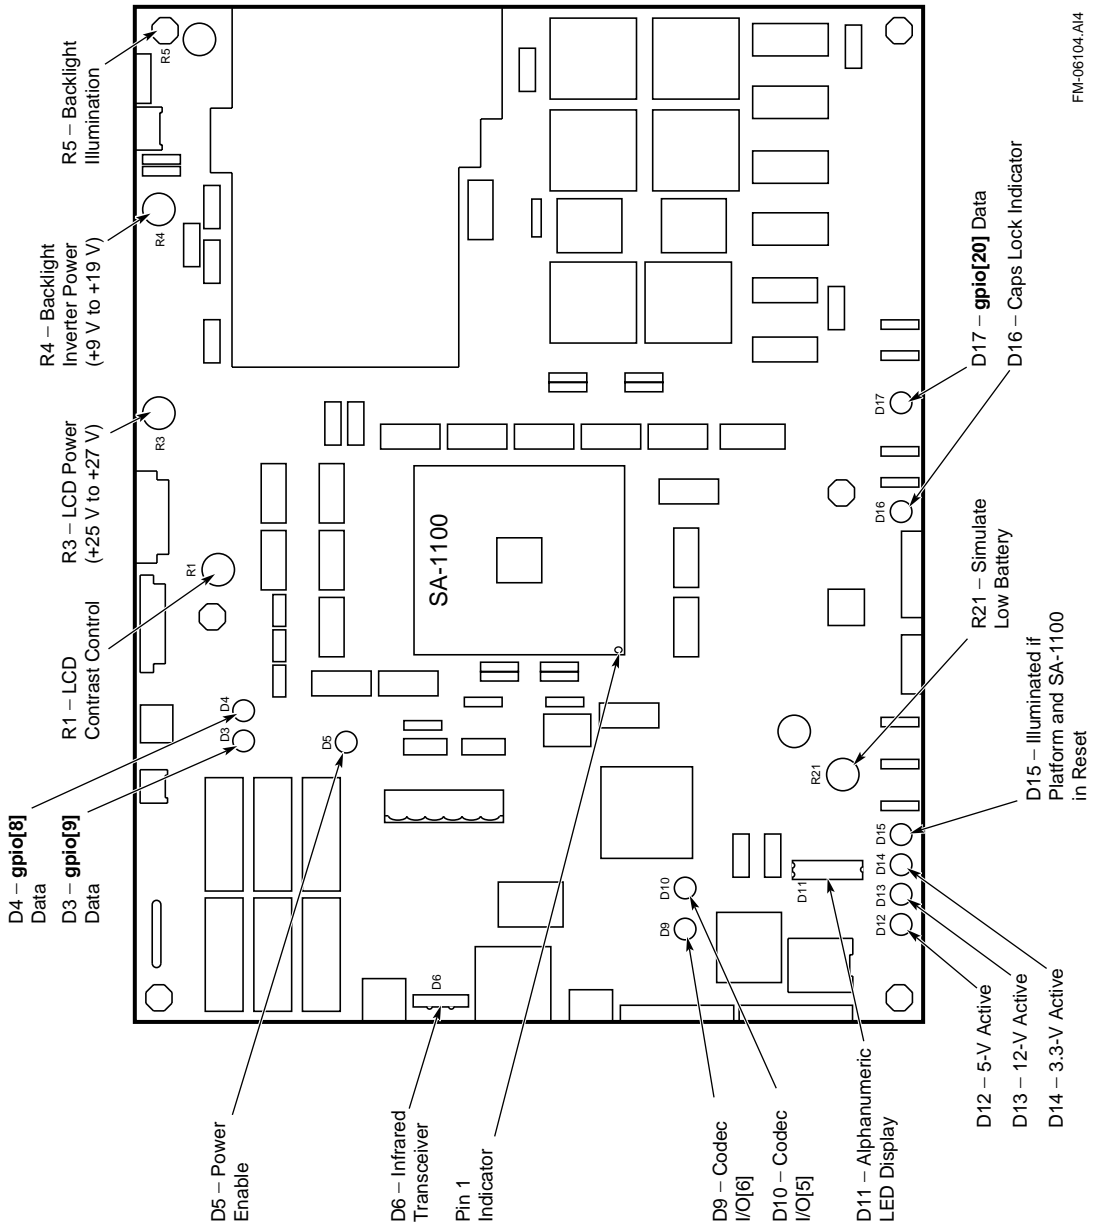 D4 – gpio[8]
Data
D3 – gpio[9]
Data
R1 – LCD
Contrast Control
R3 – LCD Power
(+25 V to +27 V)
R4 – Backlight
Inverter Power
(+9 V to +19 V)
R5 – Backlight
Illumination
D5 – Power
Enable
D6 – Infrared
Transceiver
Pin 1
Indicator
D9 – Codec
I/O[6]
D10 – Codec
I/O[5]
D11 – Alphanumeric
LED Display
D12 – 5-V Active
D13 – 12-V Active
D14 – 3.3-V Active
D15 – Illuminated if
Platform and SA-1100
in Reset
R21 – Simulate
Low Battery
D17 – gpio[20] Data
D16 – Caps Lock Indicator
R5
R4
R3
R1
D4
D3
D5
D6
SA-1100
C
D9
D10
D11
R21
D12
D13
D14
D15
D16
D17
FM-06104.AI4